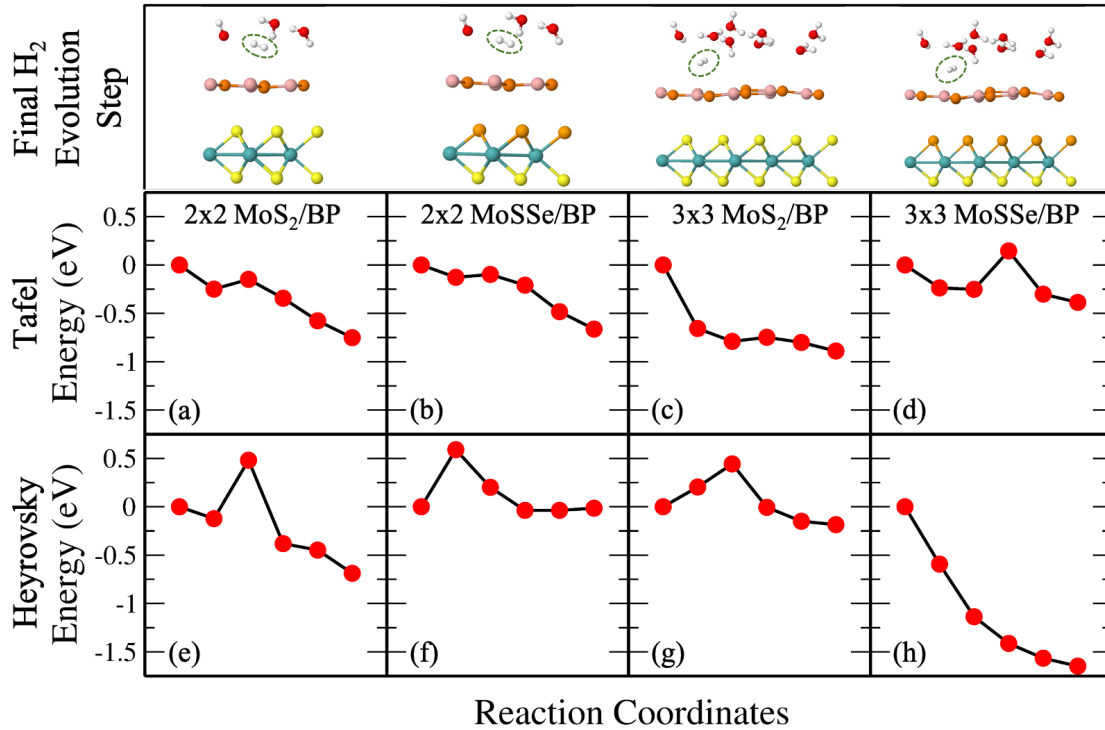 Final H₂
Evolution
Step
2x2 MoS₂/BP
2x2 MoSSe/BP
3x3 MoS₂/BP
3x3 MoSSe/BP
Tafel
Energy (eV)
0.5
0
-0.5
-1
-1.5
(a)
(b)
(c)
(d)
Heyrovsky
Energy (eV)
0.5
0
-0.5
-1
-1.5
(e)
(f)
(g)
(h)
Reaction Coordinates